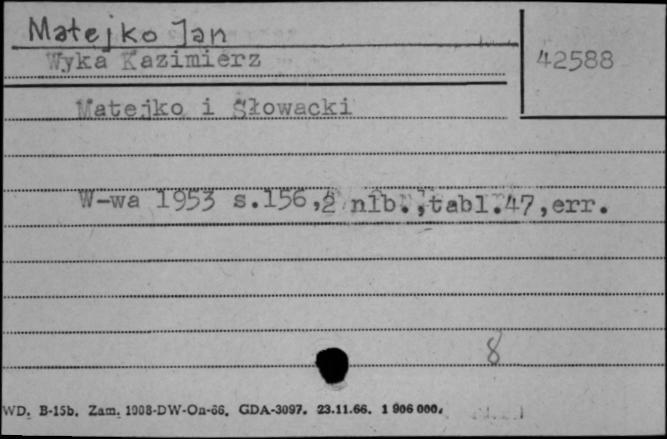 Matejko Jan
Wyka Kazimierz
42588
Matejko i Słowacki
W-wa 1953 s.156,2 nlb.,tabl.47,err.
8
WD. B-15b. Zam. 1008-DW-On-66. GDA-3097. 23.11.66. 1 906 000.